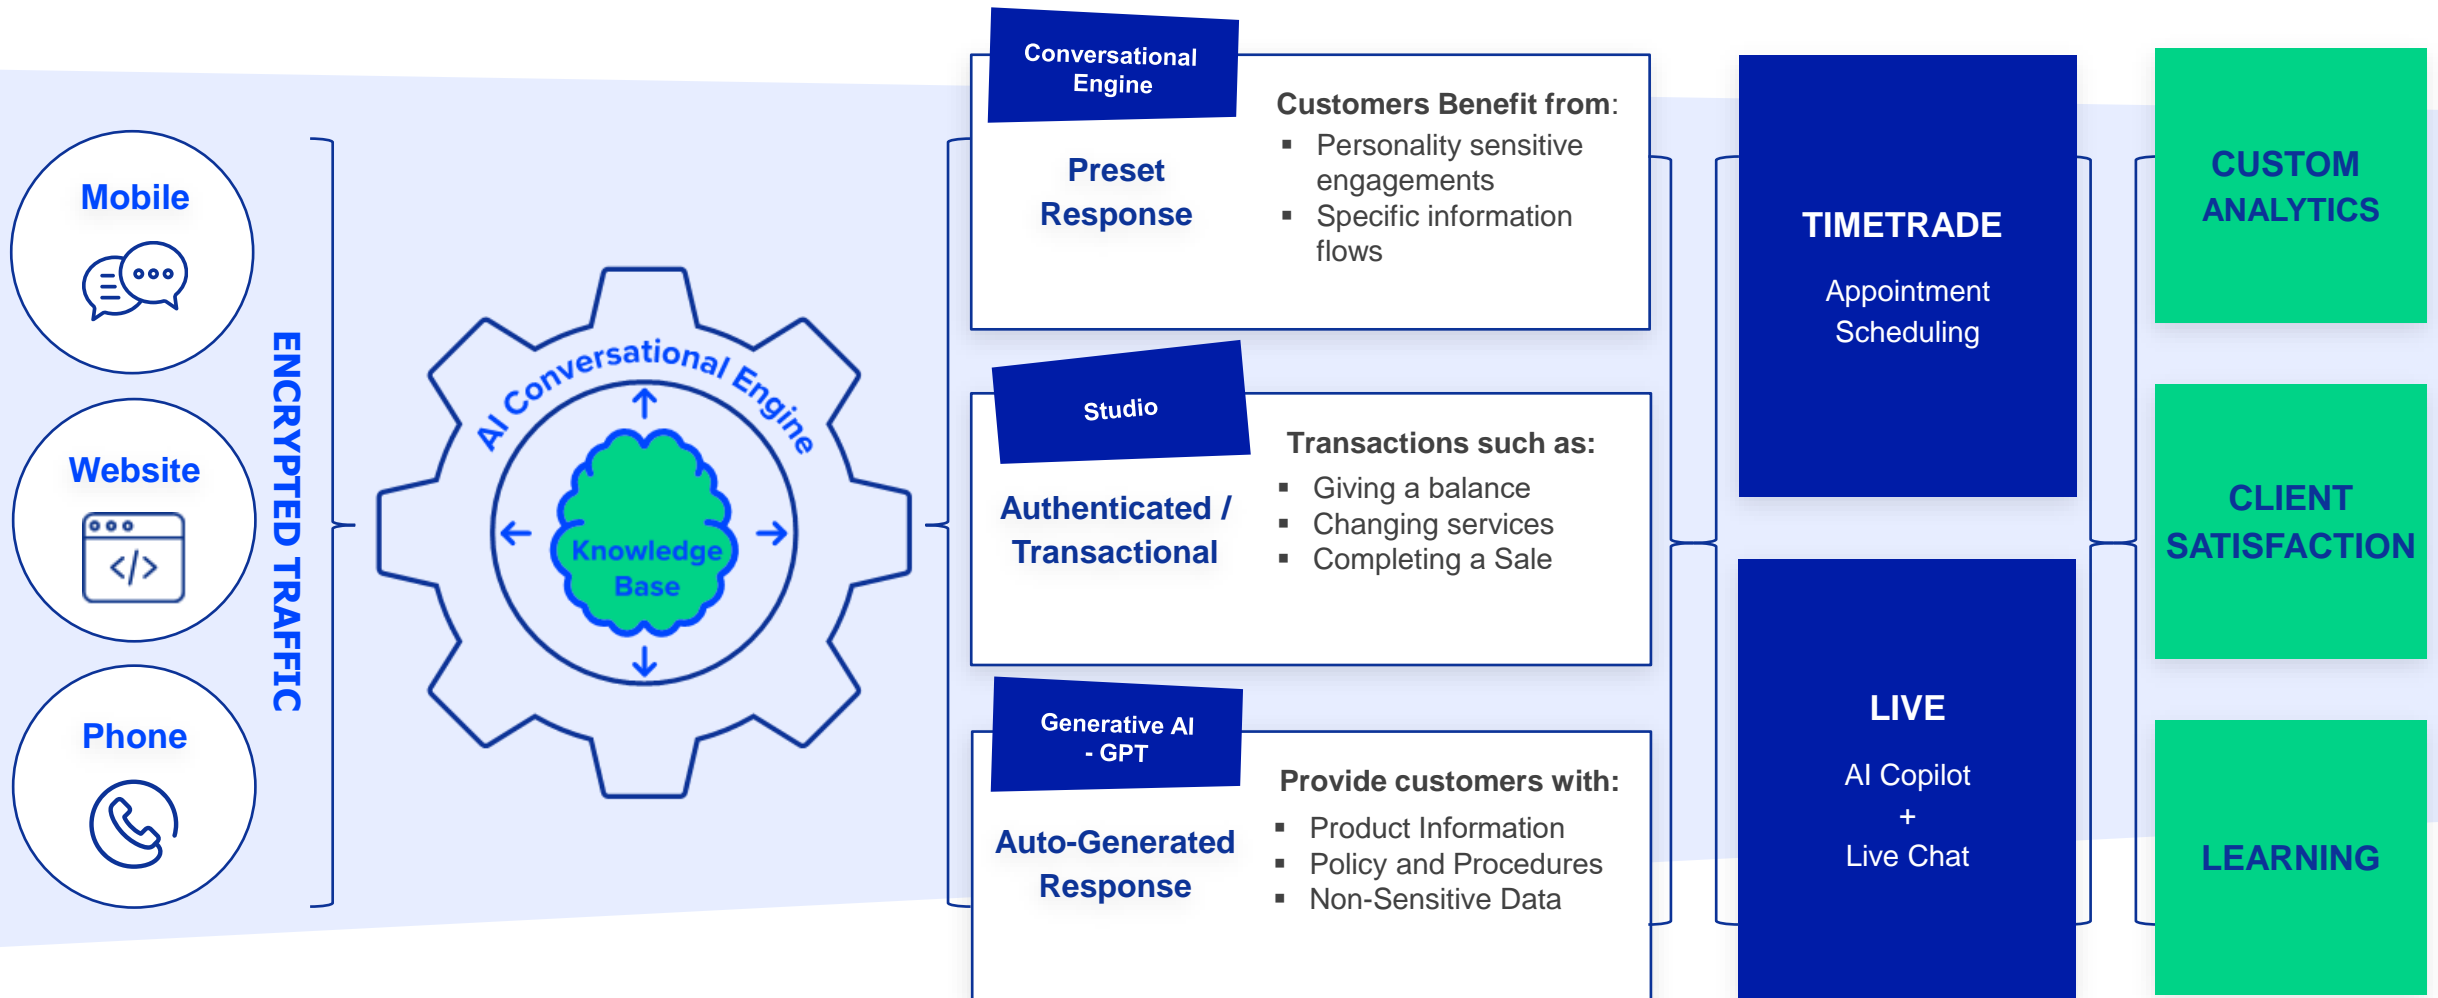 Mobile
Website
Phone
ENCRYPTED TRAFFIC
AI Conversational Engine
Knowledge
Base
Conversational
Engine
Preset
Response
Customers Benefit from:
▪ Personality sensitive
engagements
▪ Specific information
flows
Studio
Authenticated /
Transactional
Transactions such as:
▪ Giving a balance
▪ Changing services
▪ Completing a Sale
Generative AI
- GPT
Auto-Generated
Response
Provide customers with:
▪ Product Information
▪ Policy and Procedures
▪ Non-Sensitive Data
TIMETRADE
Appointment
Scheduling
LIVE
AI Copilot
+
Live Chat
CUSTOM
ANALYTICS
CLIENT
SATISFACTION
LEARNING